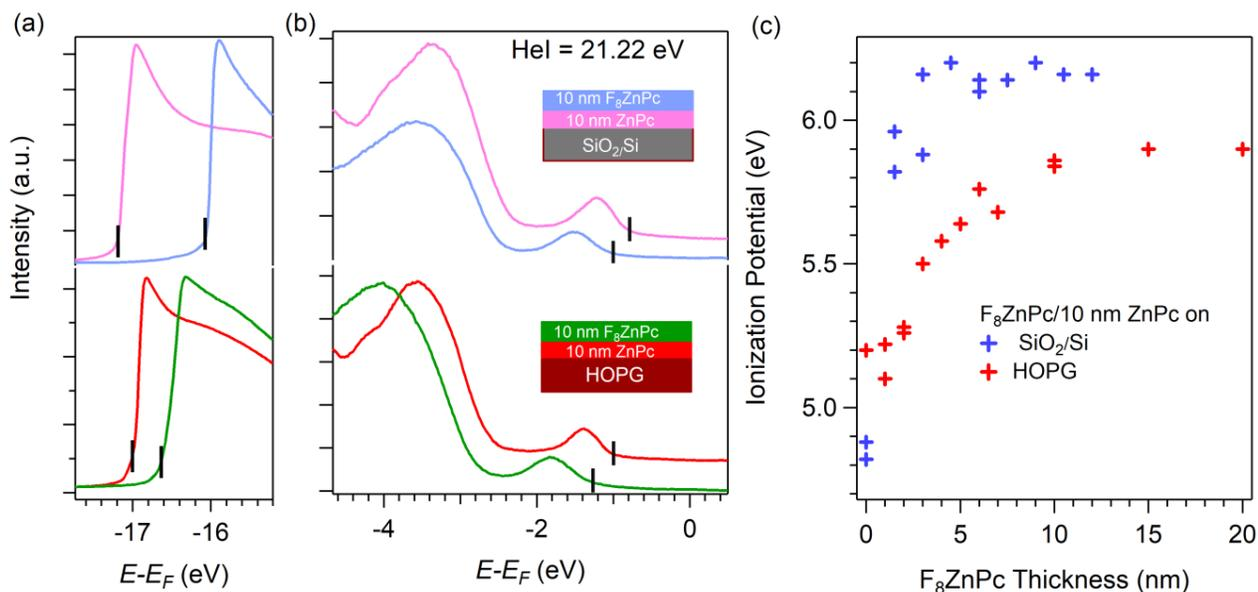 (a)
(b)
(c)
HeI = 21.22 eV
10 nm F₈ZnPc
10 nm ZnPc
SiO₂/Si
10 nm F₈ZnPc
10 nm ZnPc
HOPG
Intensity (a.u.)
-17
-16
E-E_F (eV)
-4
-2
0
E-E_F (eV)
Ionization Potential (eV)
6.0
5.5
5.0
F₈ZnPc/10 nm ZnPc on
SiO₂/Si
HOPG
0
5
10
15
20
F₈ZnPc Thickness (nm)